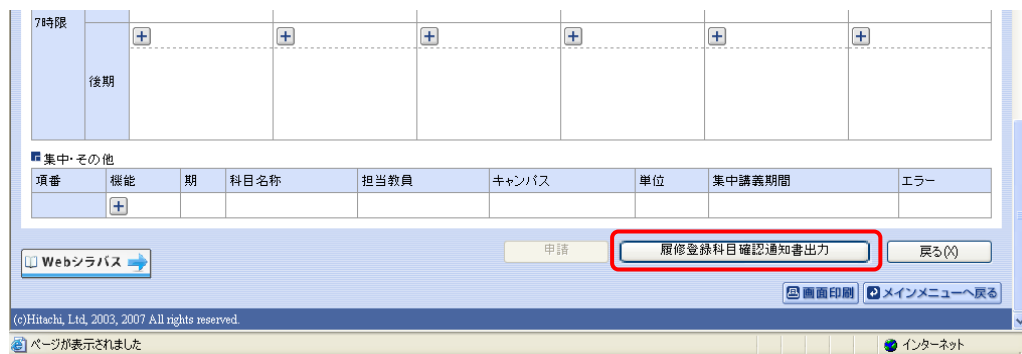 7時限
後期
集中・その他
項番 機能 期 科目名称 担当教員 キャンパス 単位 集中講義期間 エラー
申請 履修登録科目確認通知書出力 戻る(X)
Webシラバス
画面印刷 メインメニューへ戻る
(c)Hitachi, Ltd, 2003, 2007 All rights reserved.
ページが表示されました インターネット